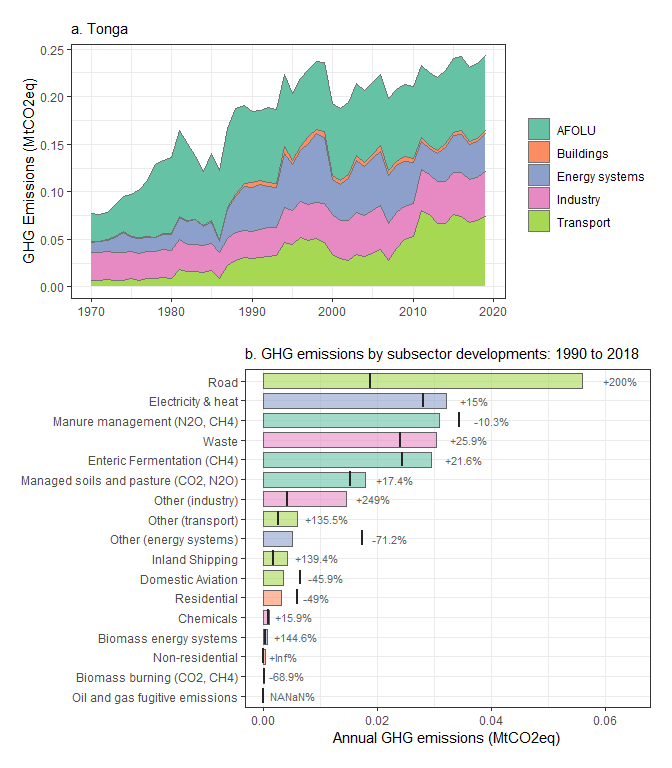 a. Tonga
GHG Emissions (MtCO2eq)
0.25
0.20
0.15
0.10
0.05
0.00
1970
1980
1990
2000
2010
2020
AFOLU
Buildings
Energy systems
Industry
Transport
b. GHG emissions by subsector developments: 1990 to 2018
Road +200%
Electricity & heat +15%
Manure management (N2O, CH4) -10.3%
Waste +25.9%
Enteric Fermentation (CH4) +21.6%
Managed soils and pasture (CO2, N2O) +17.4%
Other (industry) +249%
Other (transport) +135.5%
Other (energy systems) -71.2%
Inland Shipping +139.4%
Domestic Aviation -45.9%
Residential -49%
Chemicals +15.9%
Biomass energy systems +144.6%
Non-residential +Inf%
Biomass burning (CO2, CH4) -68.9%
Oil and gas fugitive emissions NANaN%
0.00
0.02
0.04
0.06
Annual GHG emissions (MtCO2eq)